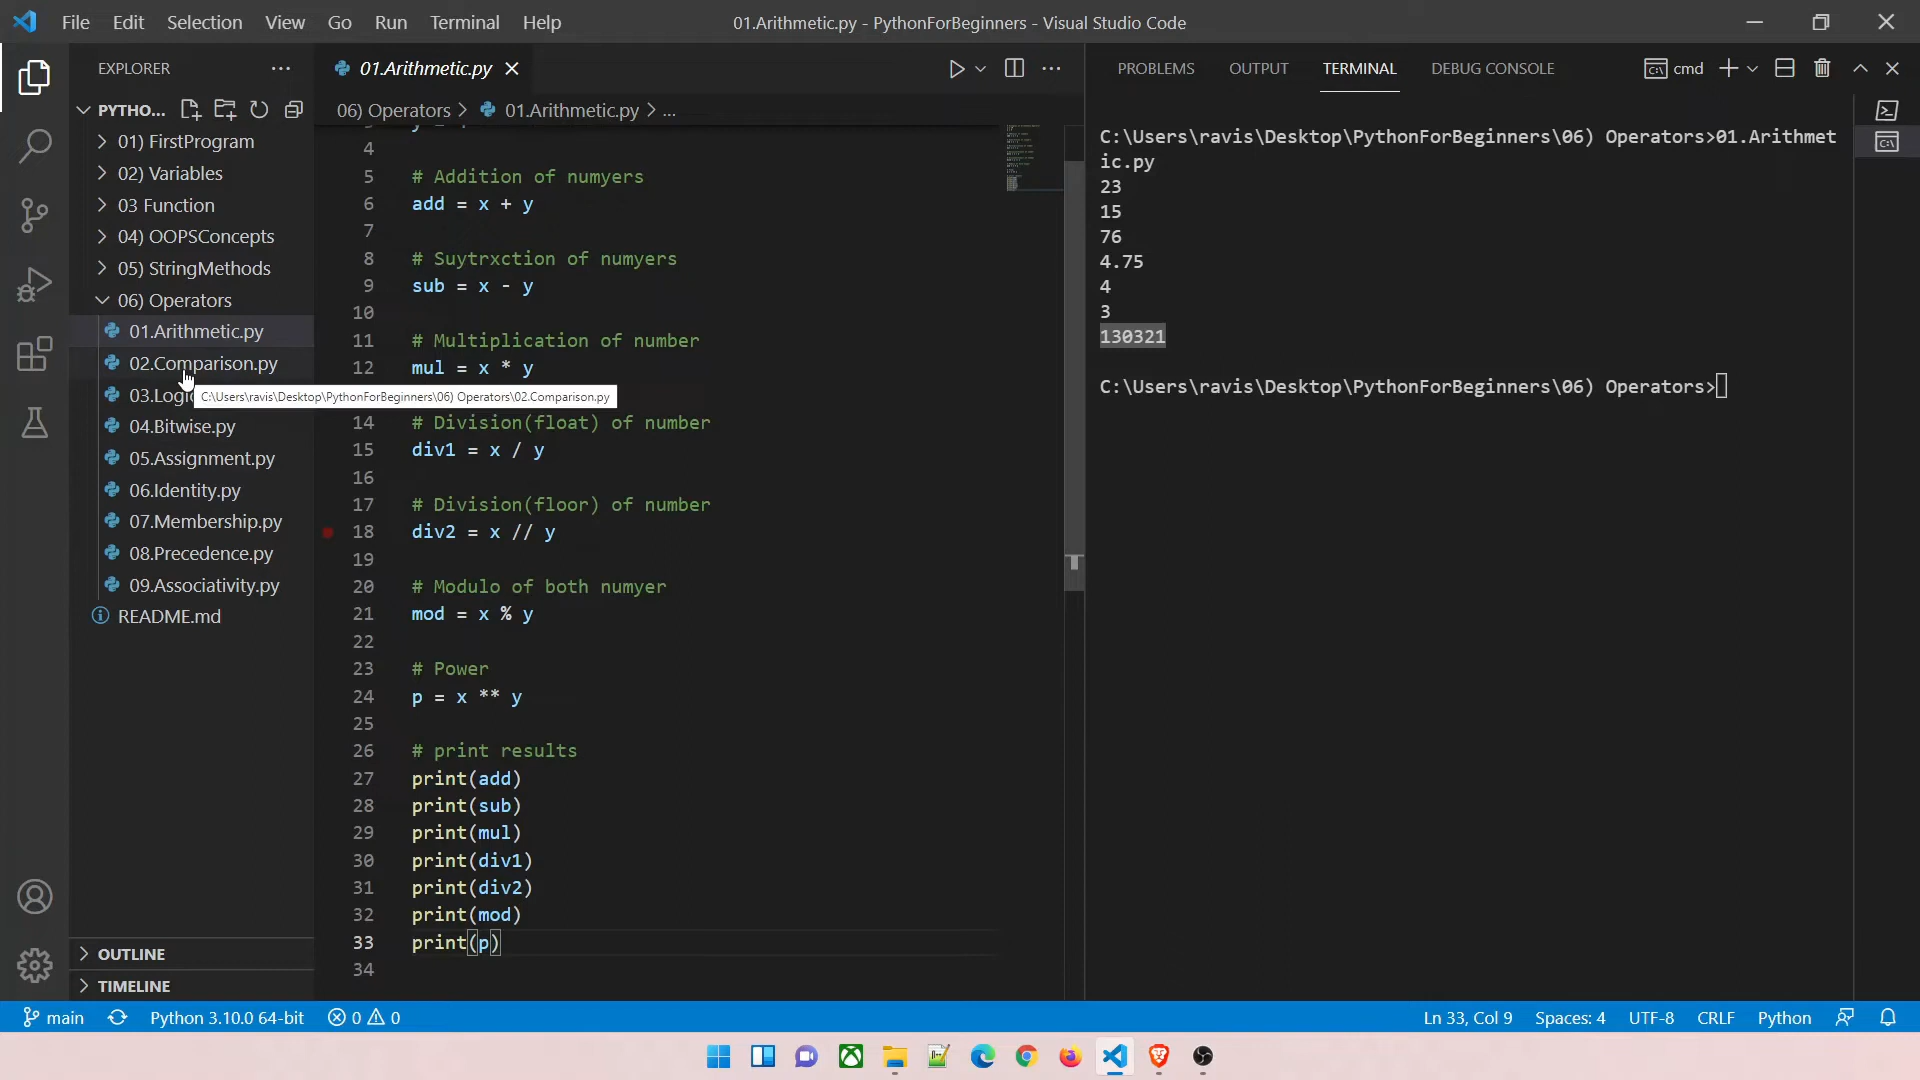 File Edit Selection View Go Run Terminal Help
01.Arithmetic.py - PythonForBeginners - Visual Studio Code
EXPLORER
PYTHO...
01) FirstProgram
02) Variables
03 Function
04) OOPSConcepts
05) StringMethods
06) Operators
01.Arithmetic.py
02.Comparison.py
03.Logic
04.Bitwise.py
05.Assignment.py
06.Identity.py
07.Membership.py
08.Precedence.py
09.Associativity.py
README.md
OUTLINE
TIMELINE
C:\Users\ravis\Desktop\PythonForBeginners\06) Operators\02.Comparison.py
01.Arithmetic.py
06) Operators > 01.Arithmetic.py > ...
4
5 # Addition of numyers
6 add = x + y
7
8 # Suytrxction of numyers
9 sub = x - y
10
11 # Multiplication of number
12 mul = x * y
14 # Division(float) of number
15 div1 = x / y
16
17 # Division(floor) of number
18 div2 = x // y
19
20 # Modulo of both numyer
21 mod = x % y
22
23 # Power
24 p = x ** y
25
26 # print results
27 print(add)
28 print(sub)
29 print(mul)
30 print(div1)
31 print(div2)
32 print(mod)
33 print(p)
34
PROBLEMS OUTPUT TERMINAL DEBUG CONSOLE
cmd
C:\Users\ravis\Desktop\PythonForBeginners\06) Operators>01.Arithmet
ic.py
23
15
76
4.75
4
3
130321
C:\Users\ravis\Desktop\PythonForBeginners\06) Operators>
main Python 3.10.0 64-bit 0 0
Ln 33, Col 9 Spaces: 4 UTF-8 CRLF Python